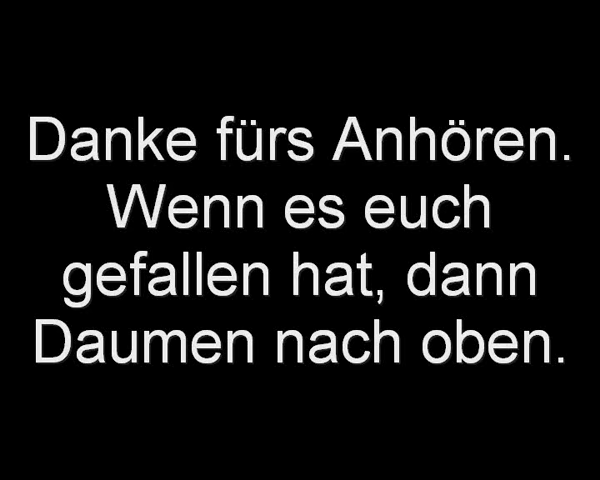 Danke fürs Anhören.
Wenn es euch
gefallen hat, dann
Daumen nach oben.